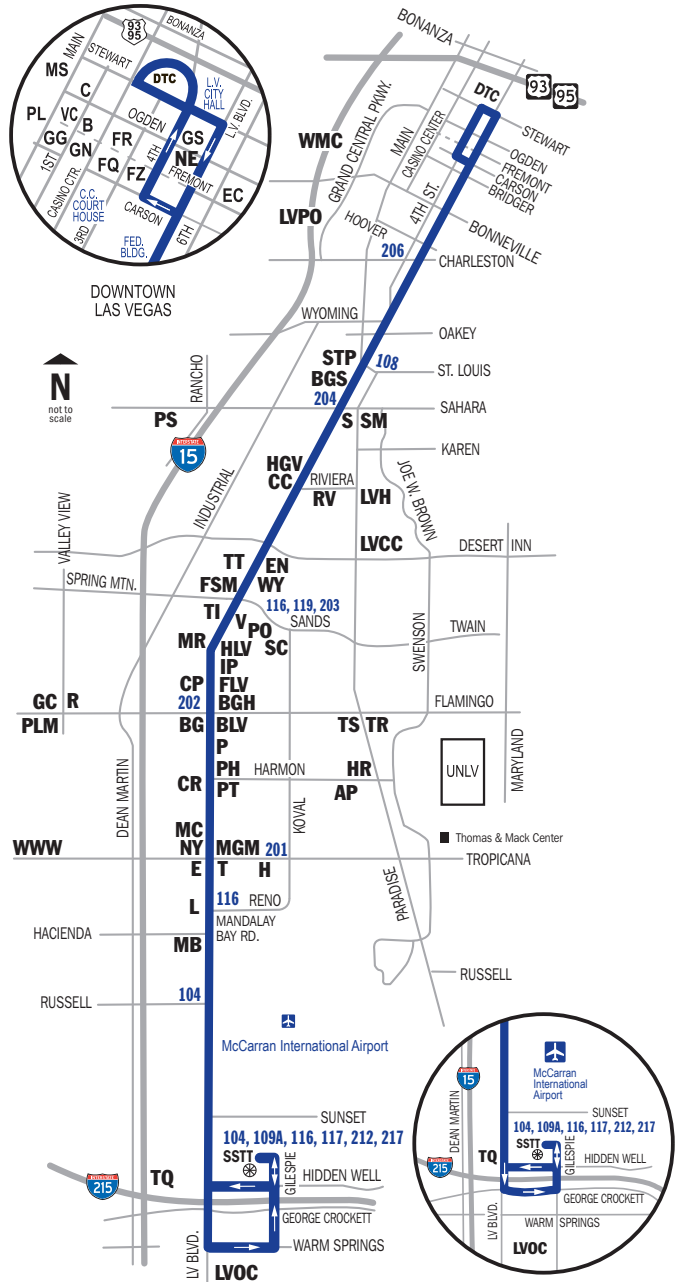 93
95
BONANZA
MAIN
STEWART
MS
DTC
L.V.
CITY
HALL
L.V. BLVD.
C
PL
VC
B
OGDEN
GG
GN
FR
4TH
GS
NE
1ST
FQ
FZ
FREMONT
EC
CASINO CTR.
C.C.
COURT
HOUSE
CARSON
3RD
FED.
BLDG.
6TH
DOWNTOWN
LAS VEGAS
BONANZA
DTC
93
95
GRAND CENTRAL PKWY.
WMC
MAIN
CASINO CENTER
STEWART
OGDEN
FREMONT
CARSON
BRIDGER
4TH ST.
LVPO
HOOVER
BONNEVILLE
206
CHARLESTON
WYOMING
OAKEY
N
not to
scale
RANCHO
STP
108
BGS
ST. LOUIS
204
SAHARA
PS
S SM
INTERSTATE
15
KAREN
HGV
CC
RIVIERA
RV
LVH
JOE W. BROWN
INDUSTRIAL
VALLEY VIEW
LVCC
DESERT INN
TT
EN
SPRING MTN.
FSM
WY
116, 119, 203
TI
V
PO
SANDS
TWAIN
MR
HLV
SC
SWENSON
IP
CP
FLV
GC R
202
BGH
FLAMINGO
PLM
BG
BLV
TS TR
P
DEAN MARTIN
PH
HARMON
HR
UNLV
MARYLAND
CR
PT
AP
KOVAL
MC
Thomas & Mack Center
WWW
NY
MGM
201
TROPICANA
E
T
H
PARADISE
L
116
RENO
MANDALAY
BAY RD.
HACIENDA
MB
RUSSELL
RUSSELL
104
McCarran International Airport
SUNSET
104, 109A, 116, 117, 212, 217
SSTT
GILESPIE
TQ
HIDDEN WELL
INTERSTATE
215
GEORGE CROCKETT
LV BLVD.
WARM SPRINGS
LVOC
INTERSTATE
15
McCarran
International
Airport
DEAN MARTIN
SUNSET
104, 109A, 116, 117, 212, 217
TQ
SSTT
GILESPIE
HIDDEN WELL
INTERSTATE
215
GEORGE CROCKETT
LV BLVD
WARM SPRINGS
LVOC